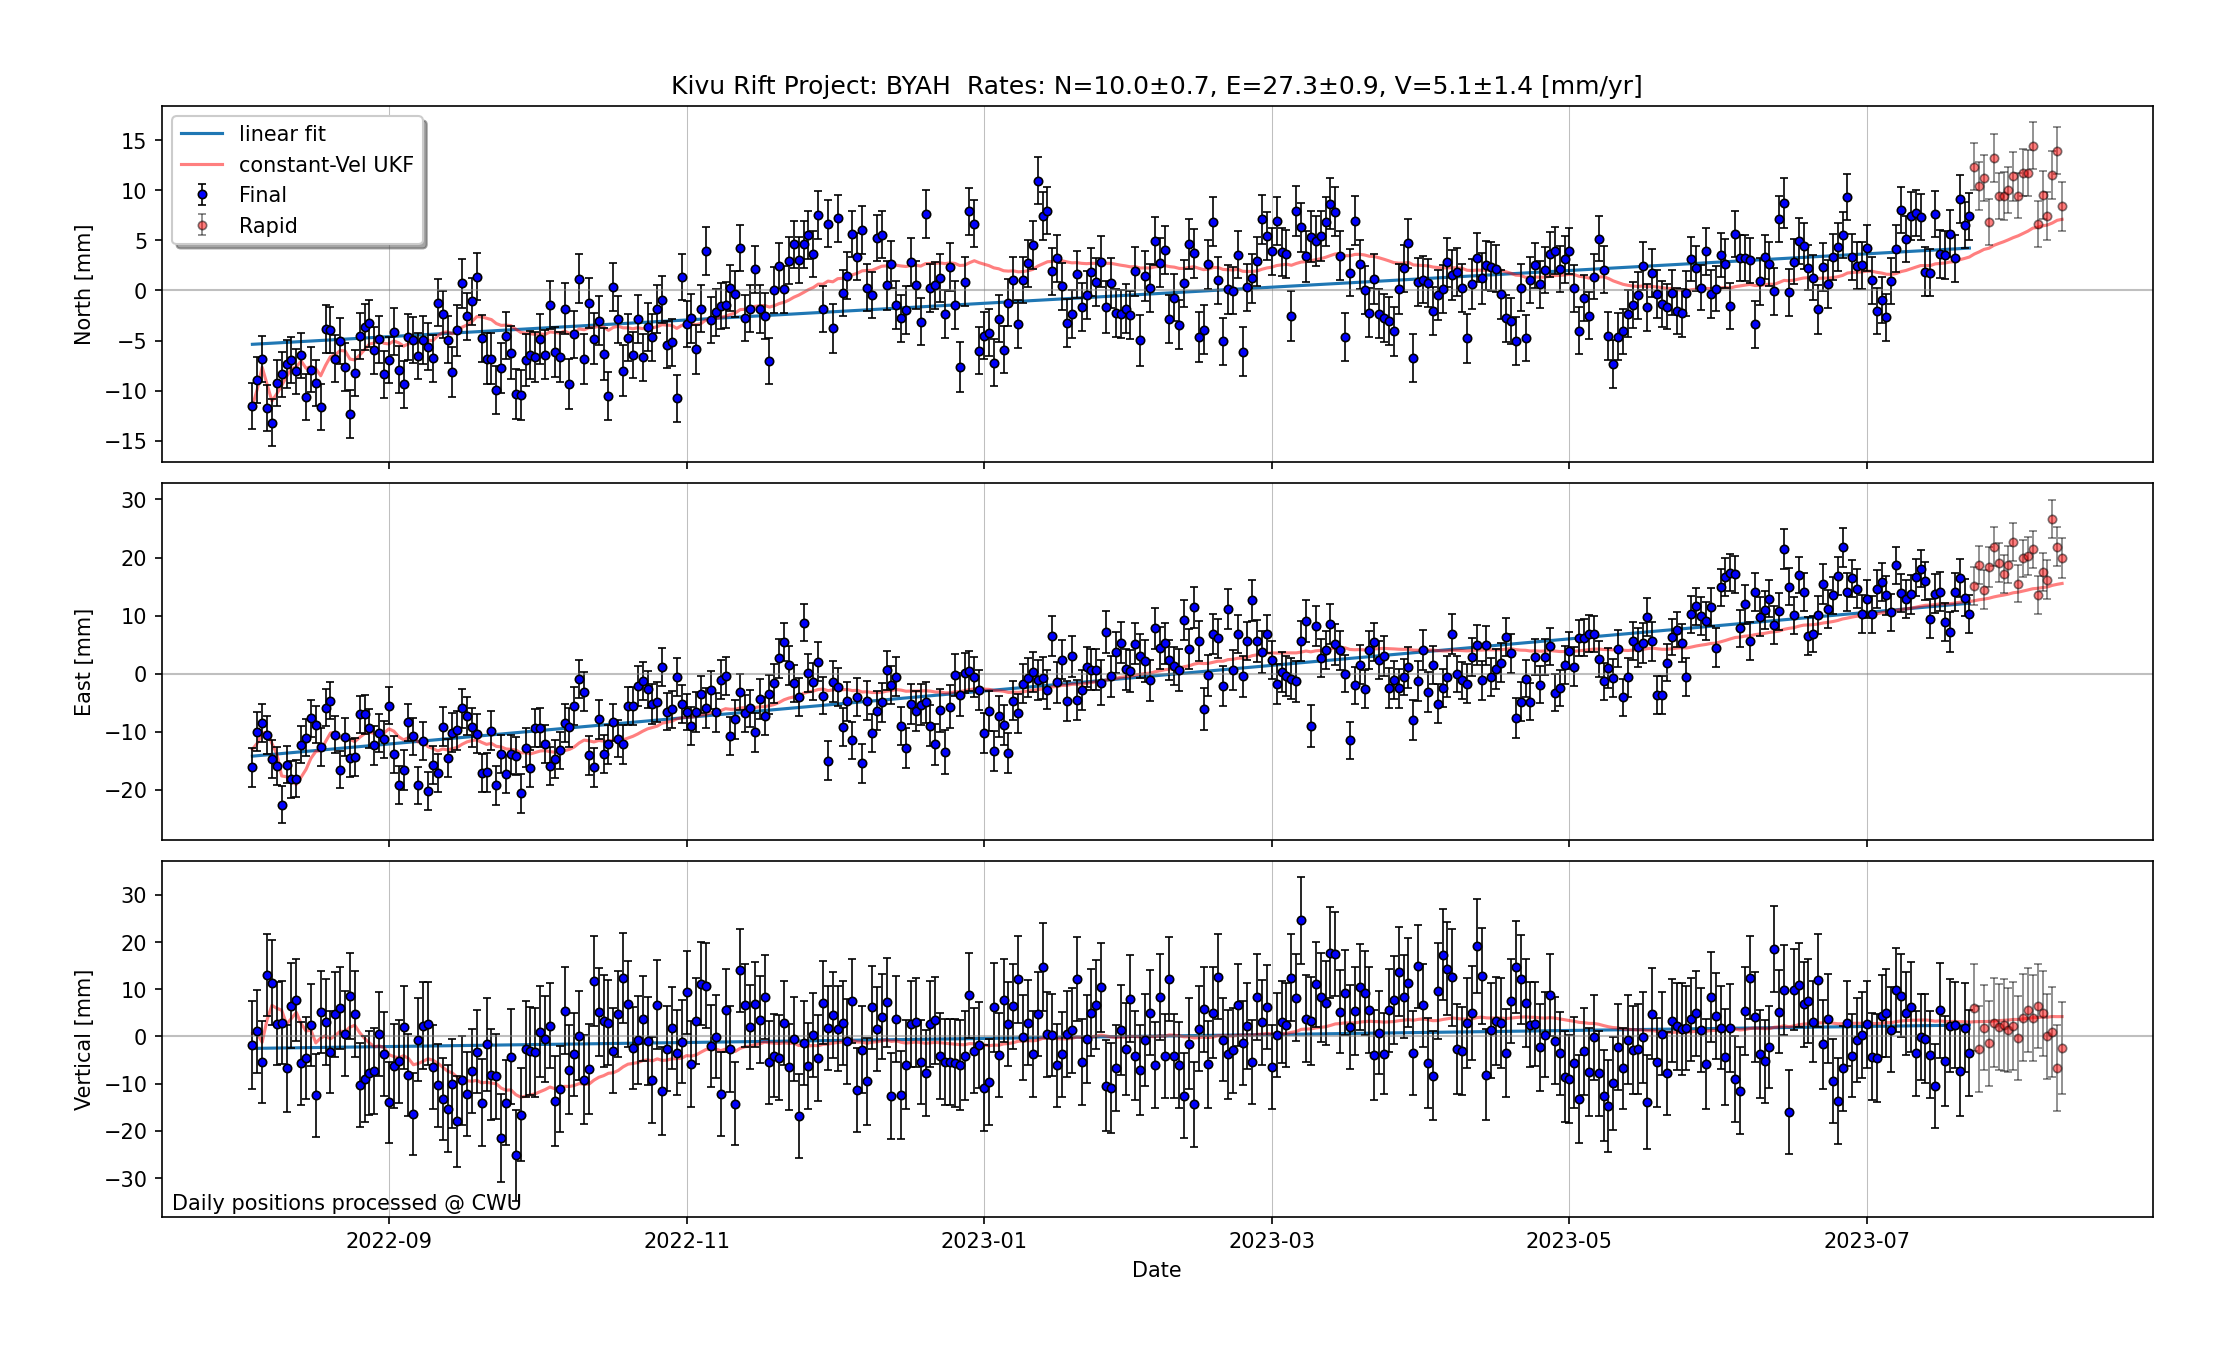 Kivu Rift Project: BYAH  Rates: N=10.0±0.7, E=27.3±0.9, V=5.1±1.4 [mm/yr]
linear fit
constant-Vel UKF
Final
Rapid
North [mm]
15
10
5
0
−5
−10
−15
East [mm]
30
20
10
0
−10
−20
Vertical [mm]
30
20
10
0
−10
−20
−30
Daily positions processed @ CWU
2022-09 2022-11 2023-01 2023-03 2023-05 2023-07
Date